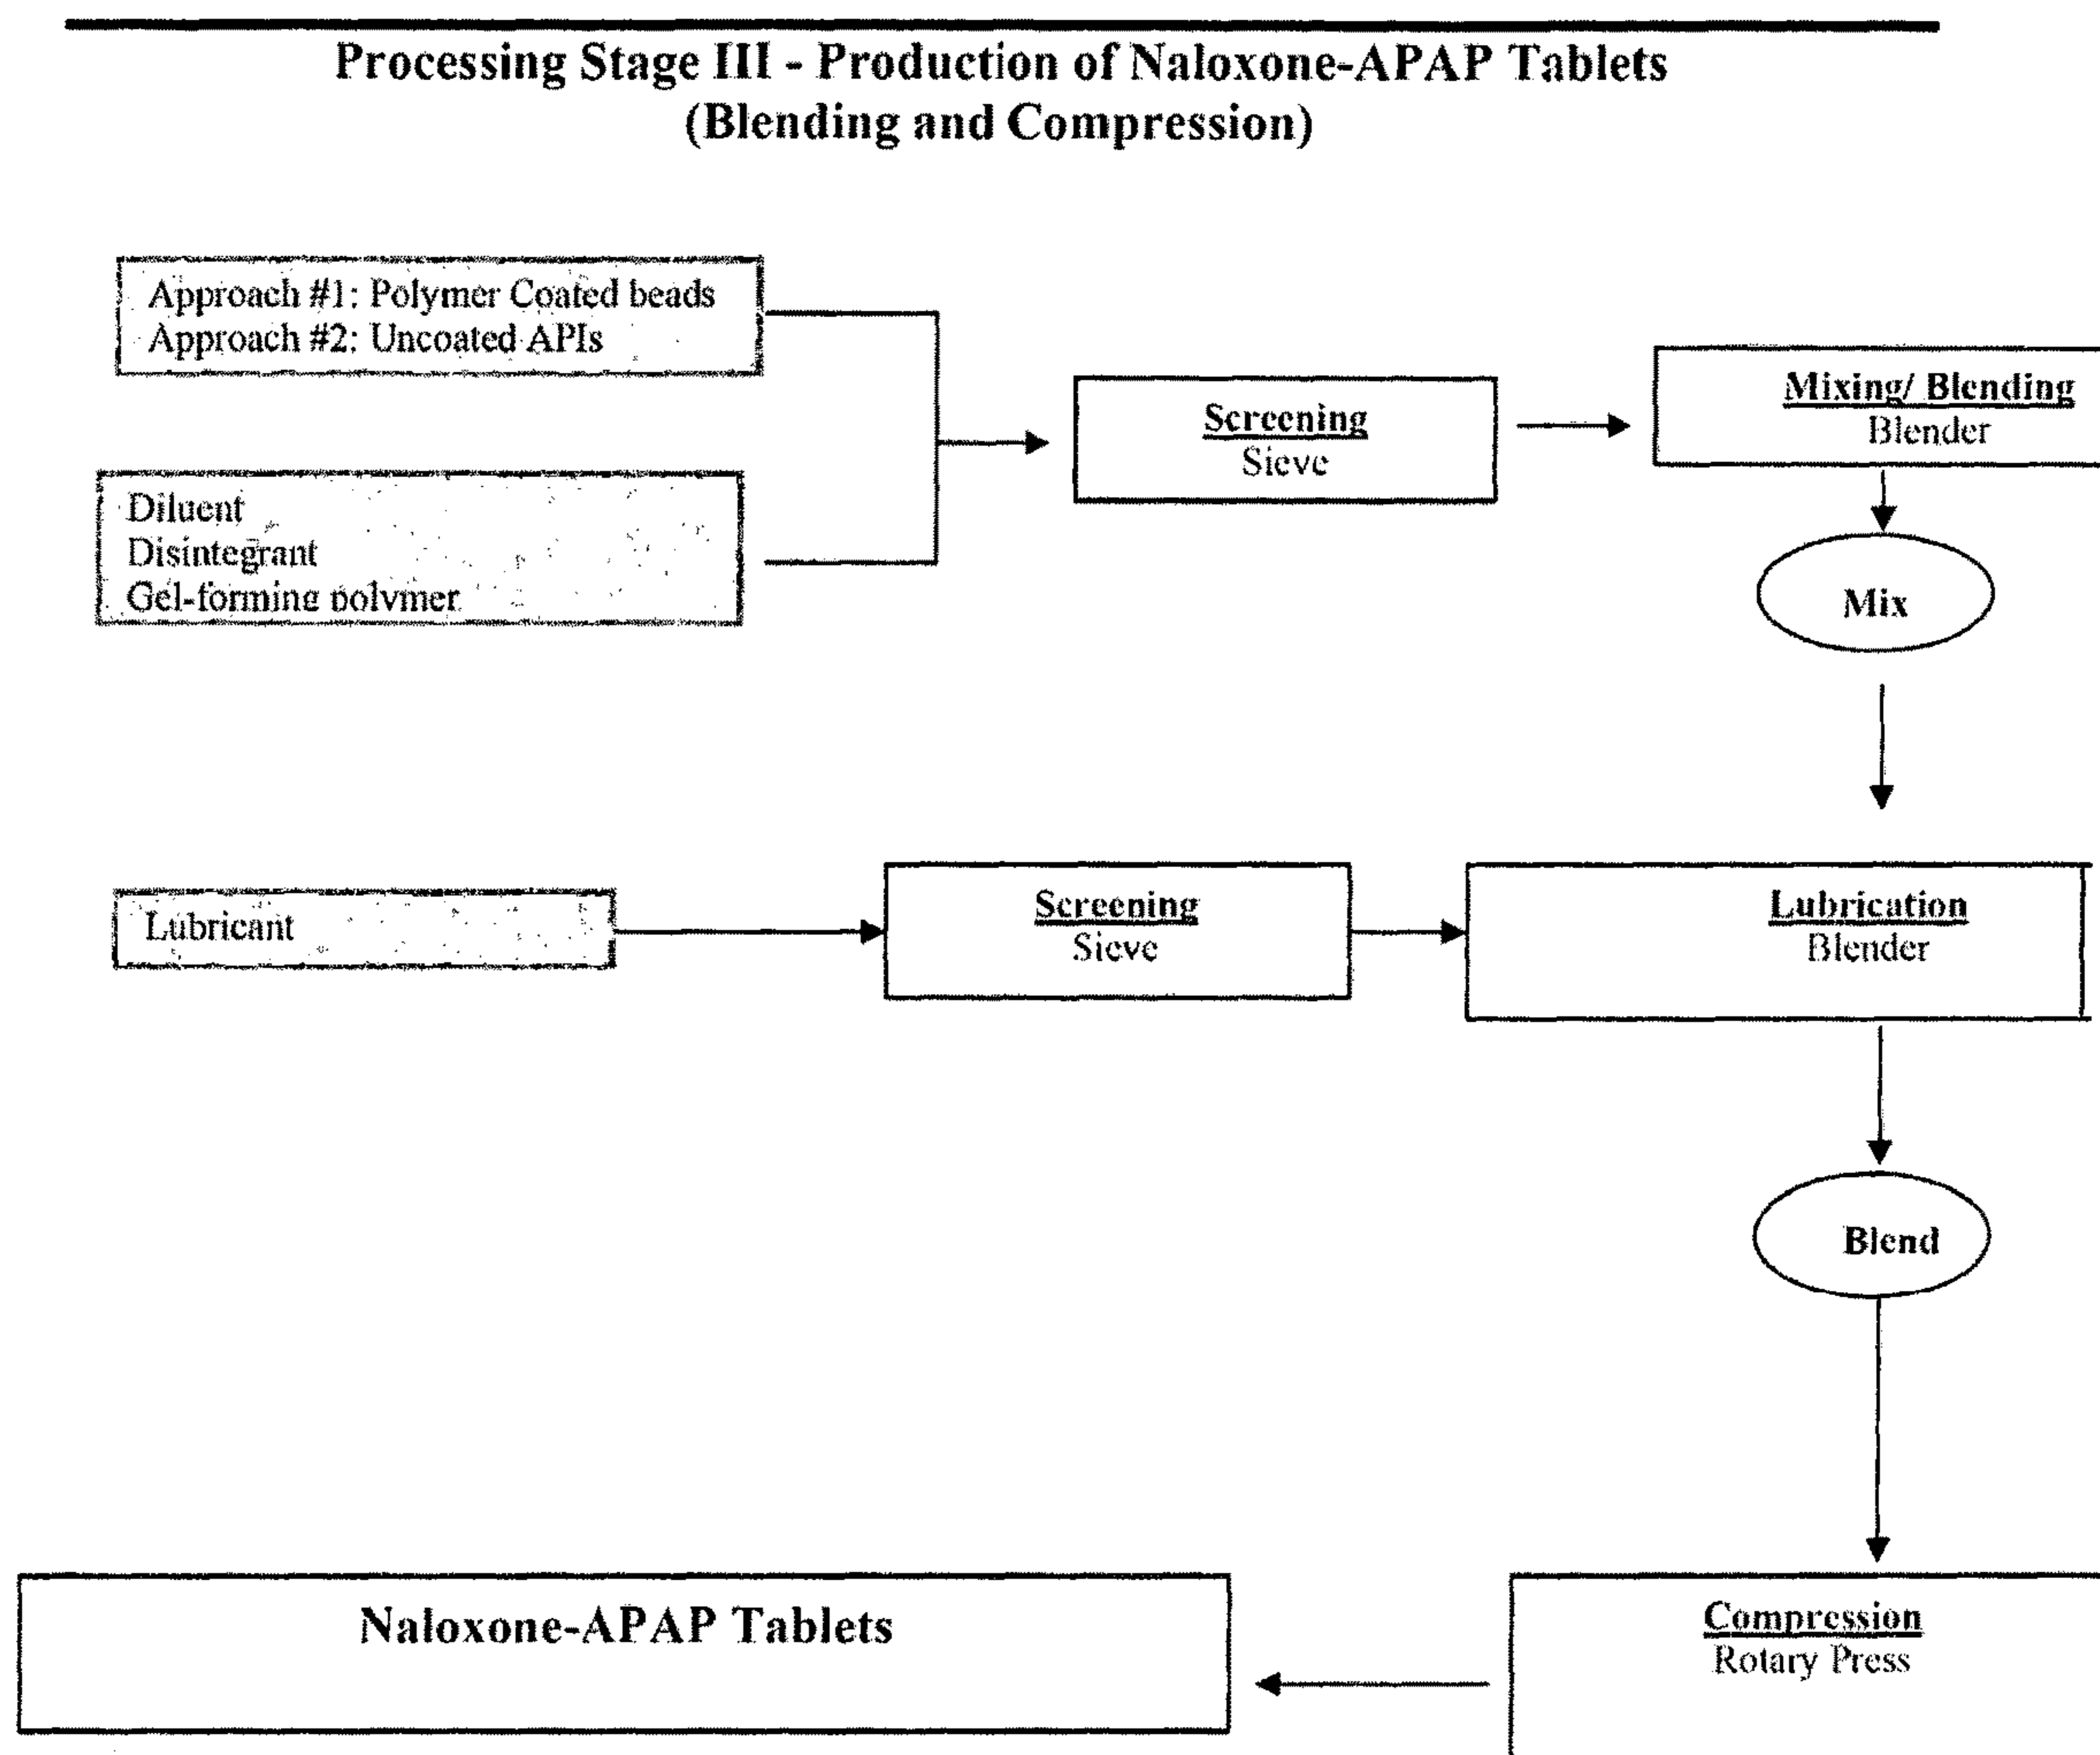 Processing Stage III - Production of Naloxone-APAP Tablets
(Blending and Compression)
Approach #1: Polymer Coated beads
Approach #2: Uncoated APIs
Diluent
Disintegrant
Gel-forming polymer
Screening
Sieve
Mixing/ Blending
Blender
Mix
Lubricant
Screening
Sieve
Lubrication
Blender
Blend
Compression
Rotary Press
Naloxone-APAP Tablets